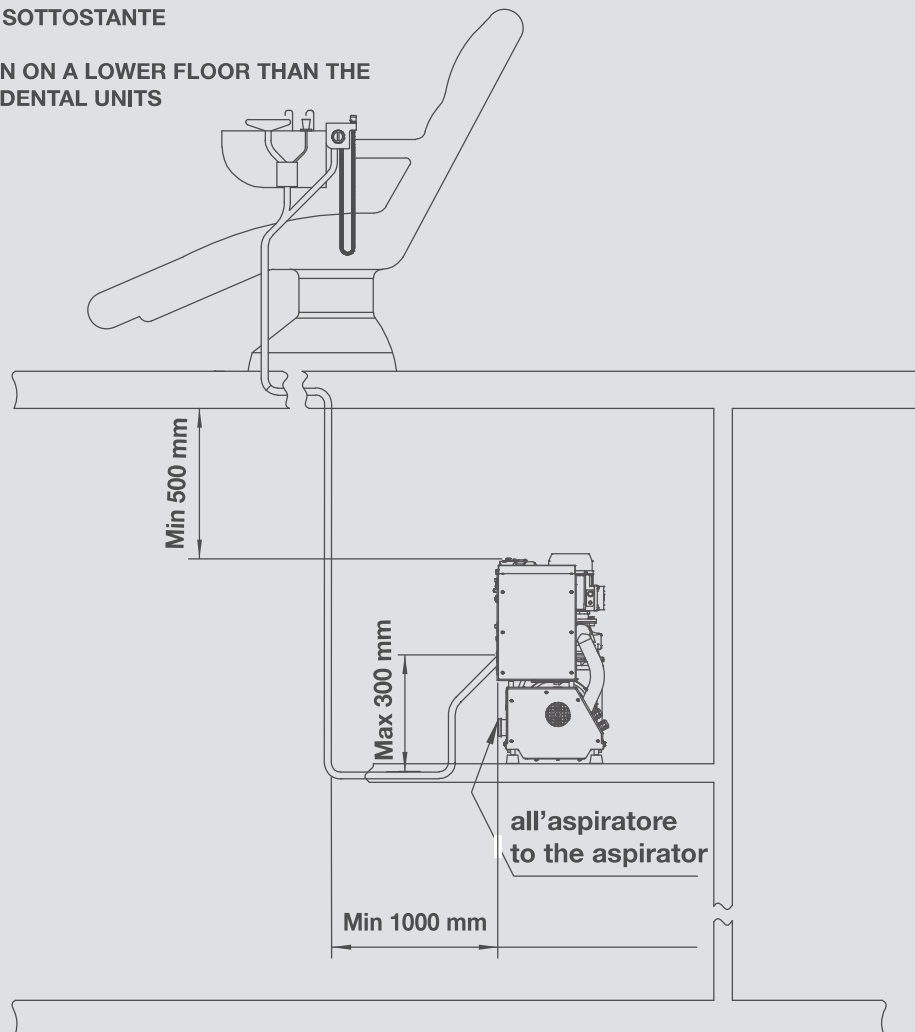 SOTTOSTANTE
N ON A LOWER FLOOR THAN THE
DENTAL UNITS
Min 500 mm
Max 300 mm
all'aspiratore
to the aspirator
Min 1000 mm